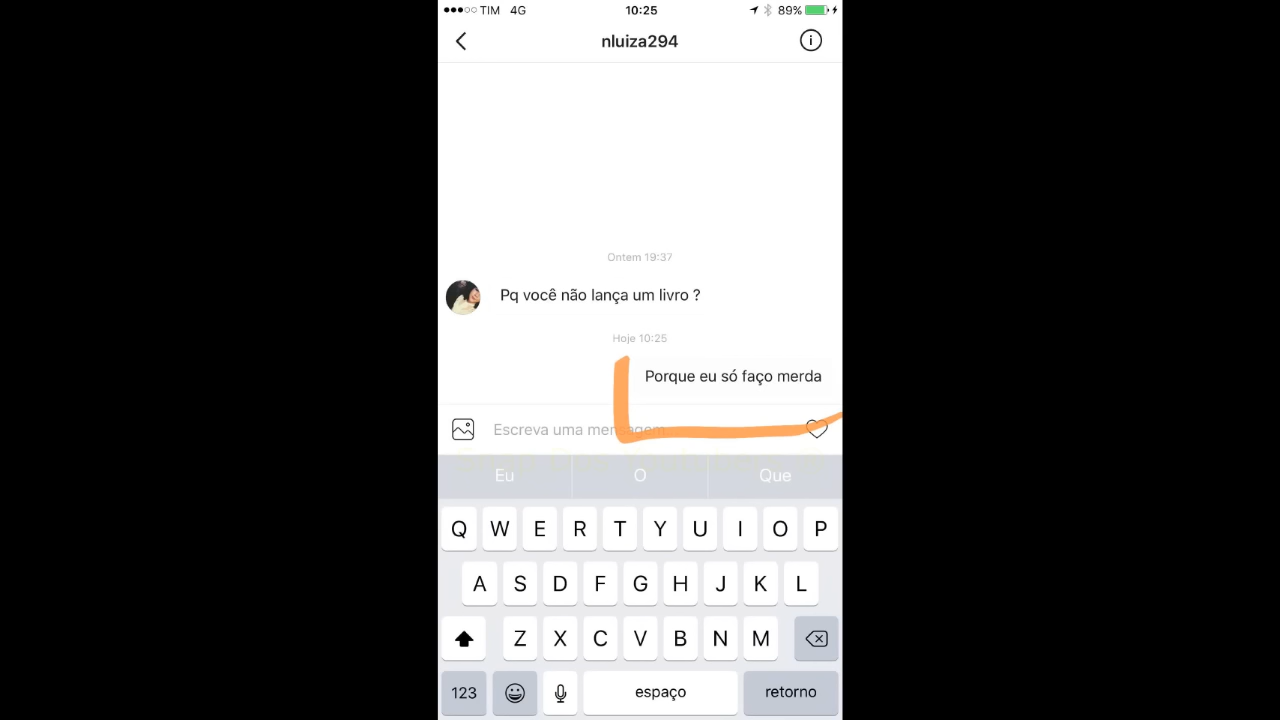 TIM 4G 10:25 89%
nluiza294
Ontem 19:37
Pq você não lança um livro ?
Hoje 10:25
Porque eu só faço merda
Escreva uma mensagem
Eu O Que
Q W E R T Y U I O P
A S D F G H J K L
Z X C V B N M
123 espaço retorno